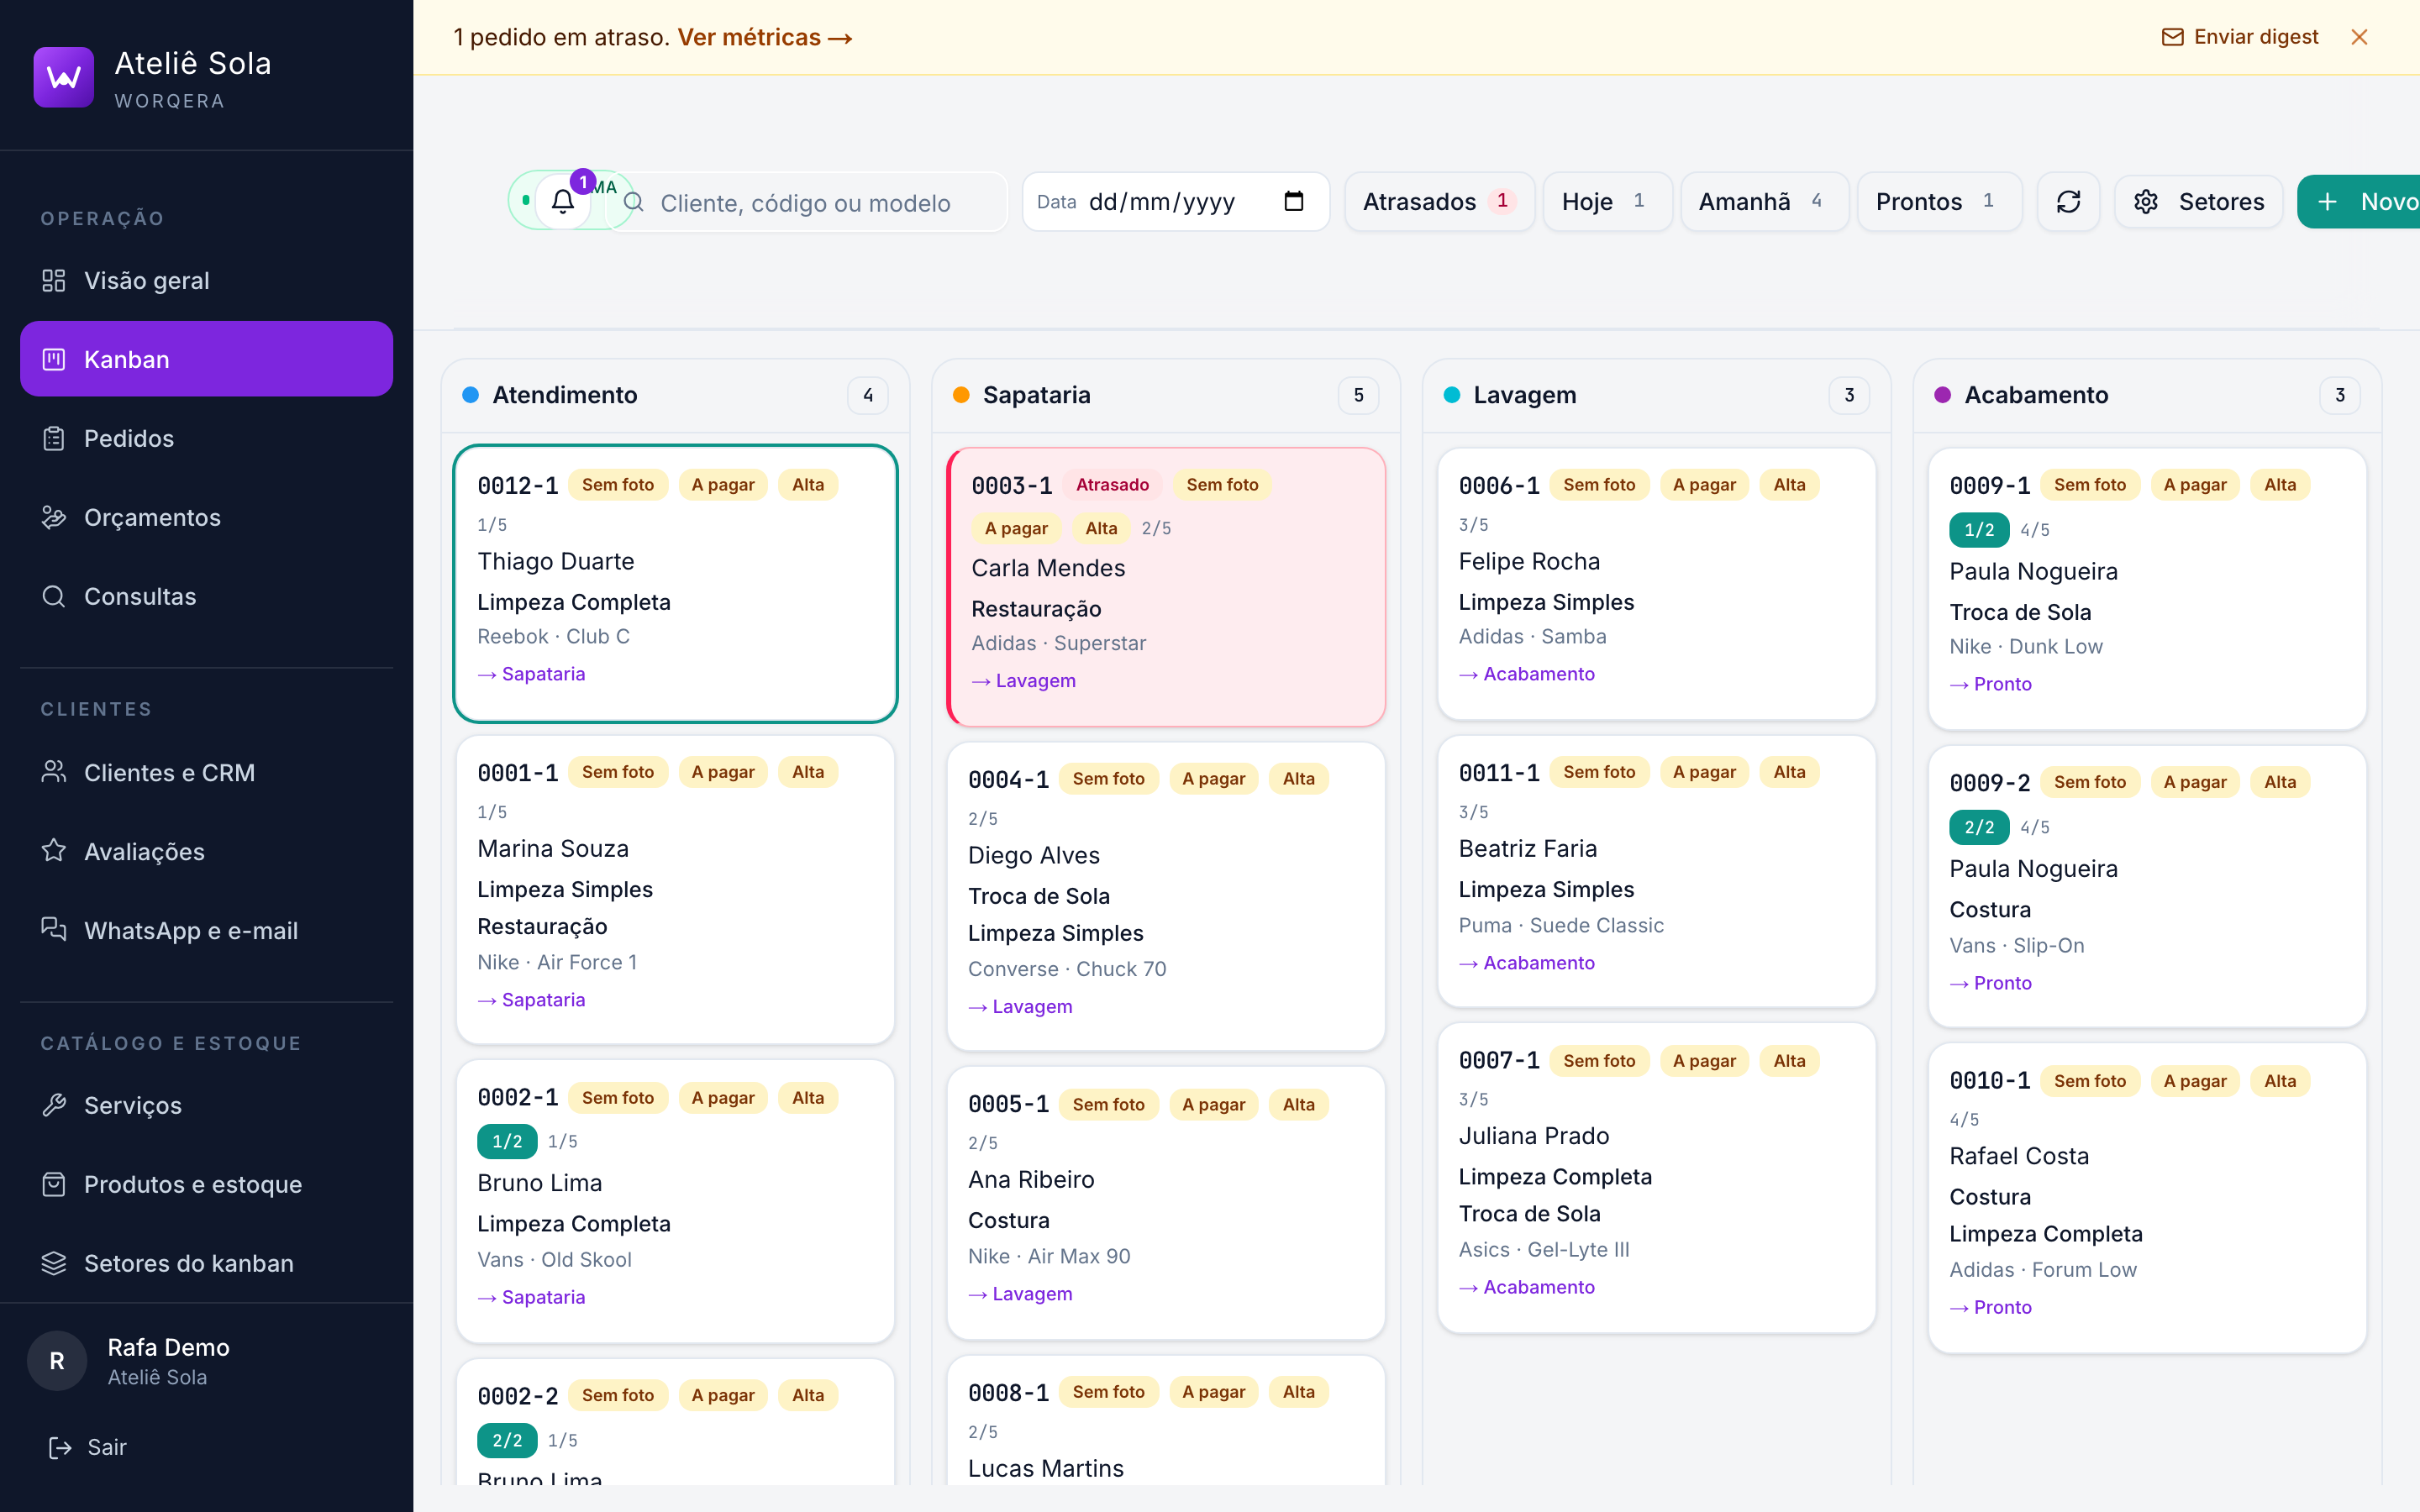 Ateliê Sola
WORQERA
OPERAÇÃO
Visão geral
Kanban
Pedidos
Orçamentos
Consultas
CLIENTES
Clientes e CRM
Avaliações
WhatsApp e e-mail
CATÁLOGO E ESTOQUE
Serviços
Produtos e estoque
Setores do kanban
R
Rafa Demo
Ateliê Sola
Sair
1 pedido em atraso. Ver métricas →
Enviar digest
1
Cliente, código ou modelo
Data dd/mm/yyyy
Atrasados 1
Hoje 1
Amanhã 4
Prontos 1
Setores
+ Novo
Atendimento 4
0012-1 Sem foto A pagar Alta
1/5
Thiago Duarte
Limpeza Completa
Reebok · Club C
→ Sapataria
0001-1 Sem foto A pagar Alta
1/5
Marina Souza
Limpeza Simples
Restauração
Nike · Air Force 1
→ Sapataria
0002-1 Sem foto A pagar Alta
1/2 1/5
Bruno Lima
Limpeza Completa
Vans · Old Skool
→ Sapataria
0002-2 Sem foto A pagar Alta
2/2 1/5
Bruno Lima
Sapataria 5
0003-1 Atrasado Sem foto
A pagar Alta 2/5
Carla Mendes
Restauração
Adidas · Superstar
→ Lavagem
0004-1 Sem foto A pagar Alta
2/5
Diego Alves
Troca de Sola
Limpeza Simples
Converse · Chuck 70
→ Lavagem
0005-1 Sem foto A pagar Alta
2/5
Ana Ribeiro
Costura
Nike · Air Max 90
→ Lavagem
0008-1 Sem foto A pagar Alta
2/5
Lucas Martins
Lavagem 3
0006-1 Sem foto A pagar Alta
3/5
Felipe Rocha
Limpeza Simples
Adidas · Samba
→ Acabamento
0011-1 Sem foto A pagar Alta
3/5
Beatriz Faria
Limpeza Simples
Puma · Suede Classic
→ Acabamento
0007-1 Sem foto A pagar Alta
3/5
Juliana Prado
Limpeza Completa
Troca de Sola
Asics · Gel-Lyte III
→ Acabamento
Acabamento 3
0009-1 Sem foto A pagar Alta
1/2 4/5
Paula Nogueira
Troca de Sola
Nike · Dunk Low
→ Pronto
0009-2 Sem foto A pagar Alta
2/2 4/5
Paula Nogueira
Costura
Vans · Slip-On
→ Pronto
0010-1 Sem foto A pagar Alta
4/5
Rafael Costa
Costura
Limpeza Completa
Adidas · Forum Low
→ Pronto